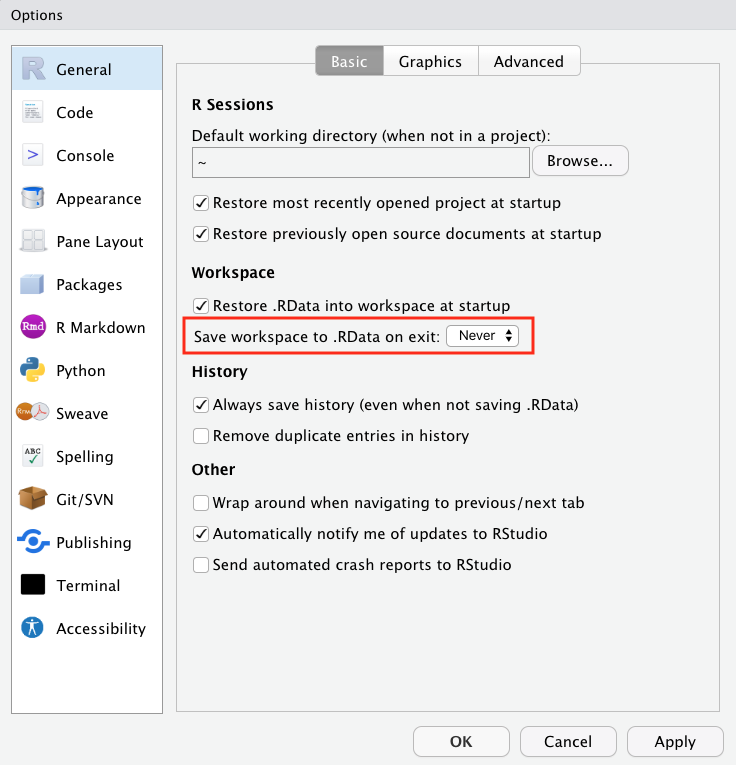 Options
General
Code
Console
Appearance
Pane Layout
Packages
Rmd R Markdown
Python
Rnw Sweave
ABC Spelling
Git/SVN
Publishing
Terminal
Accessibility
Basic Graphics Advanced
R Sessions
Default working directory (when not in a project):
~ Browse...
Restore most recently opened project at startup
Restore previously open source documents at startup
Workspace
Restore .RData into workspace at startup
Save workspace to .RData on exit: Never
History
Always save history (even when not saving .RData)
Remove duplicate entries in history
Other
Wrap around when navigating to previous/next tab
Automatically notify me of updates to RStudio
Send automated crash reports to RStudio
OK Cancel Apply